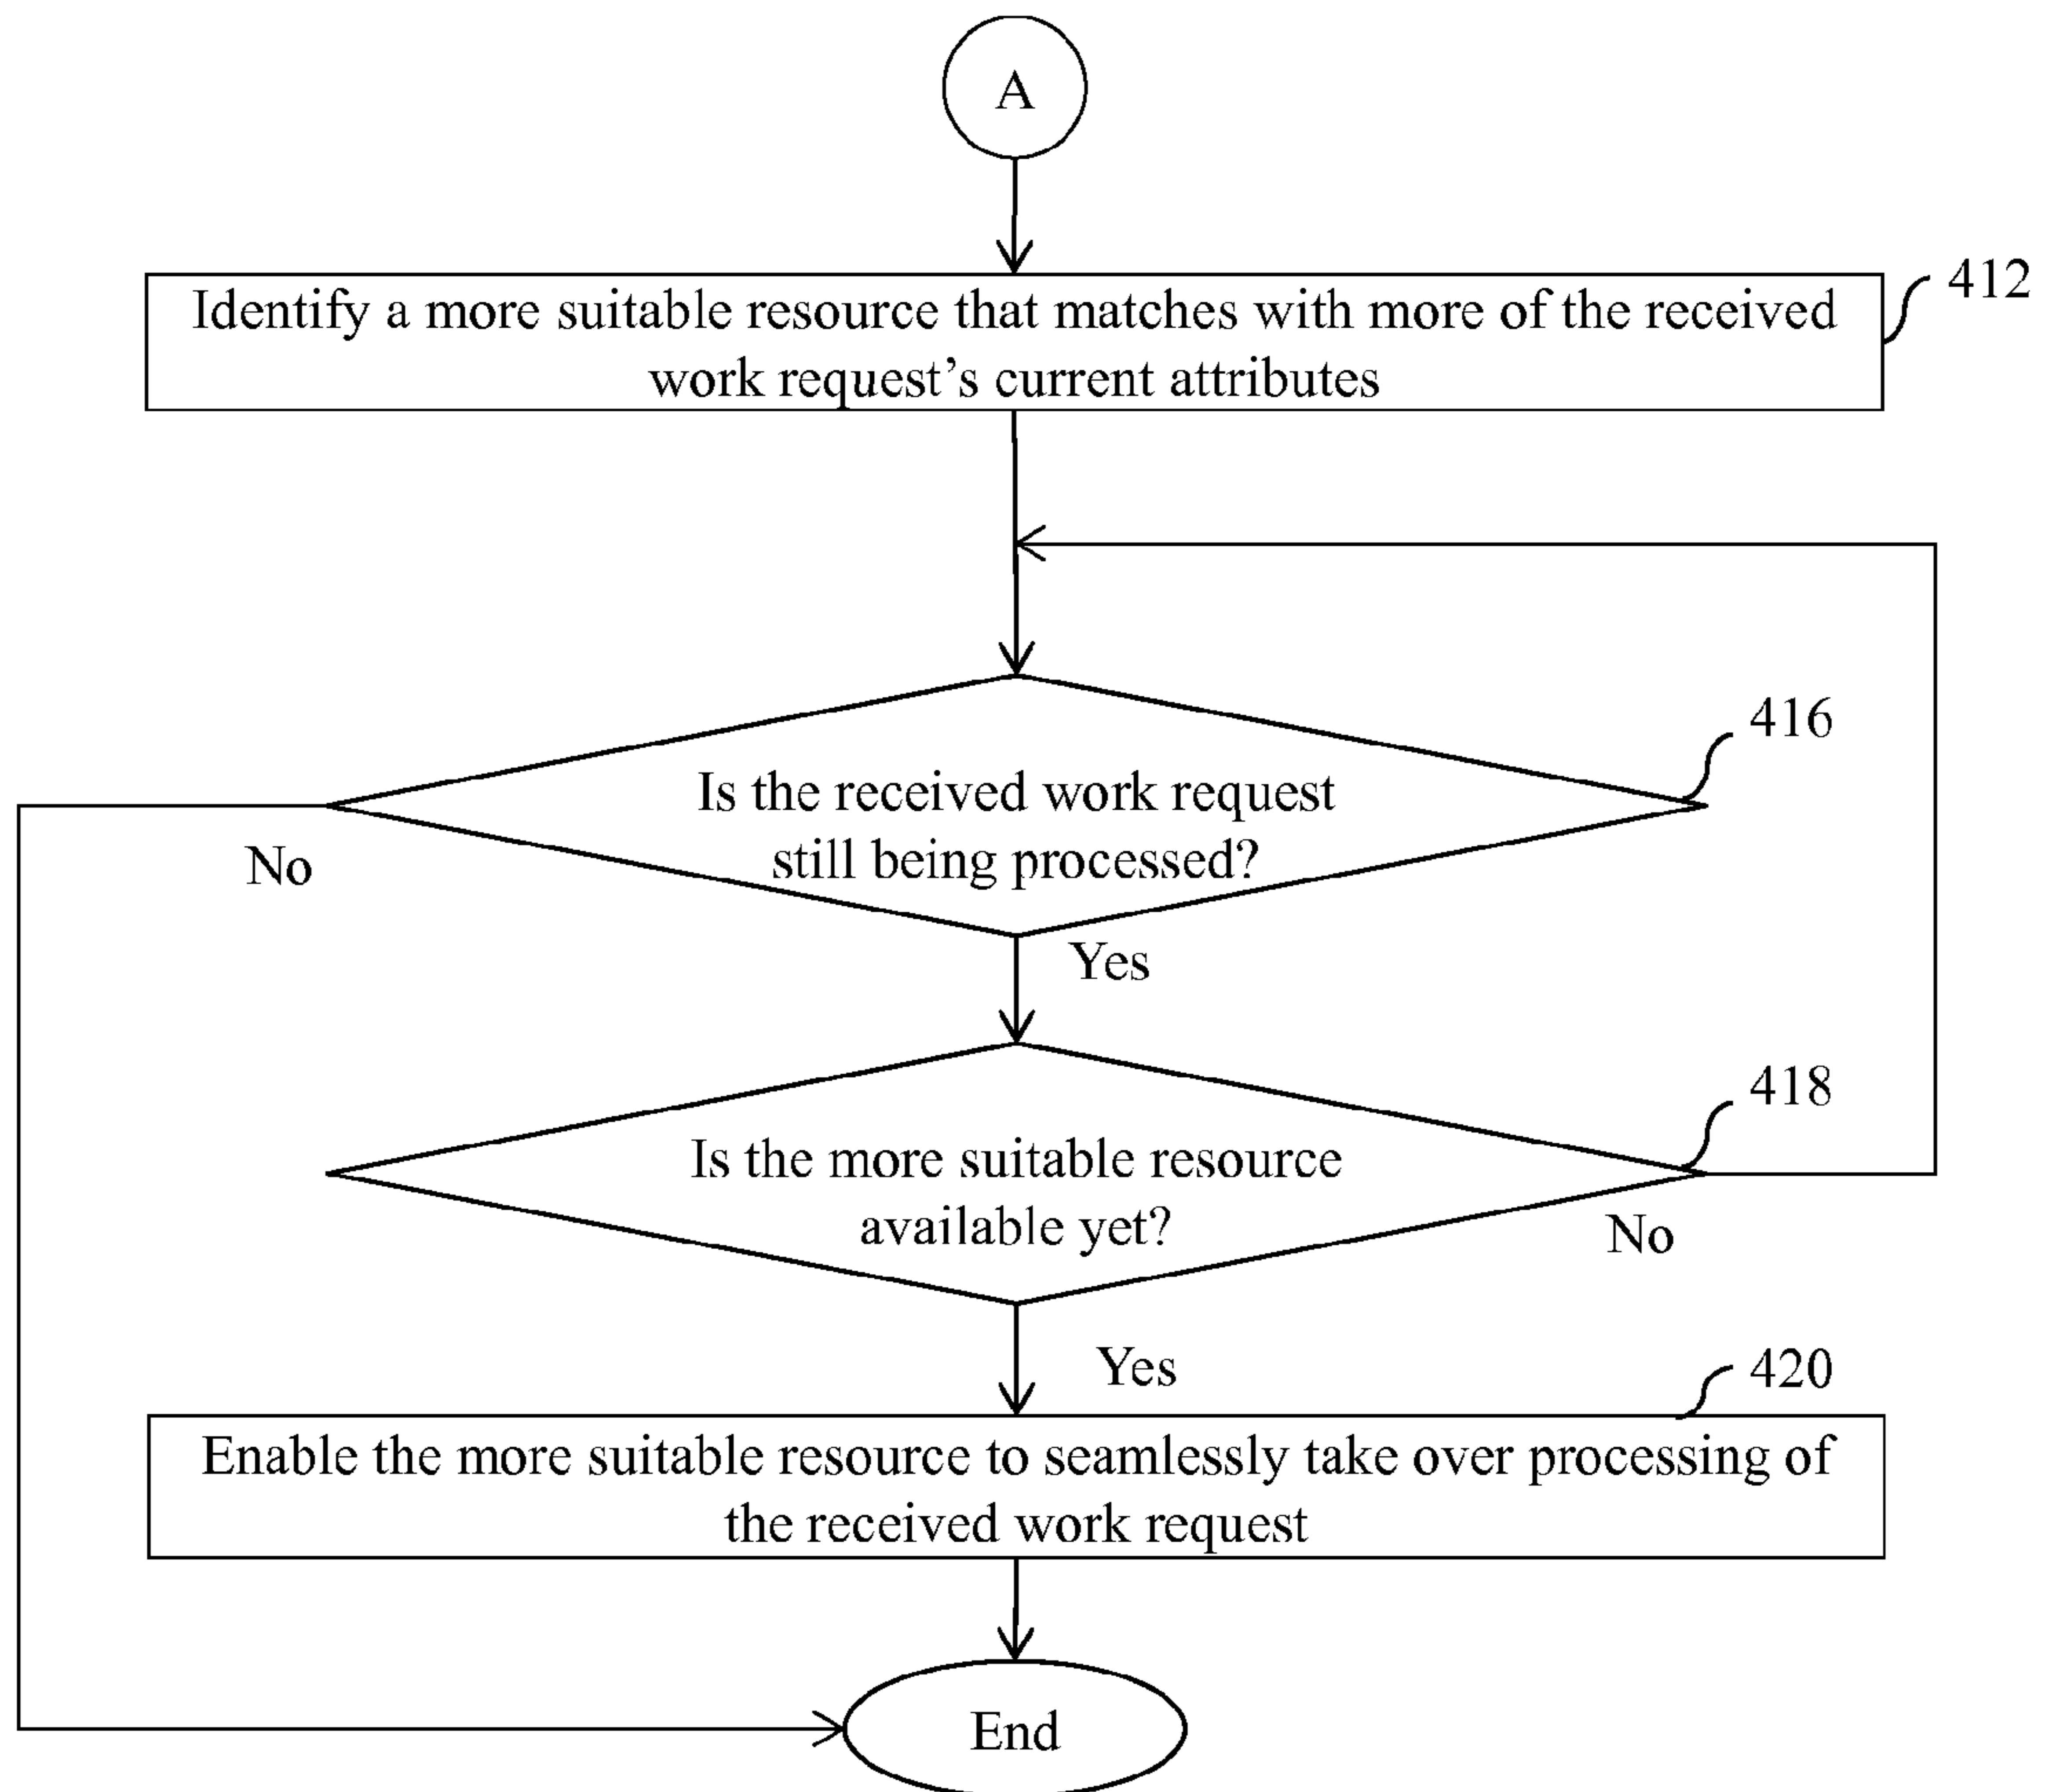 A
Identify a more suitable resource that matches with more of the received
work request’s current attributes
412
416
Is the received work request
still being processed?
No
Yes
418
Is the more suitable resource
available yet?
No
Yes
420
Enable the more suitable resource to seamlessly take over processing of
the received work request
End